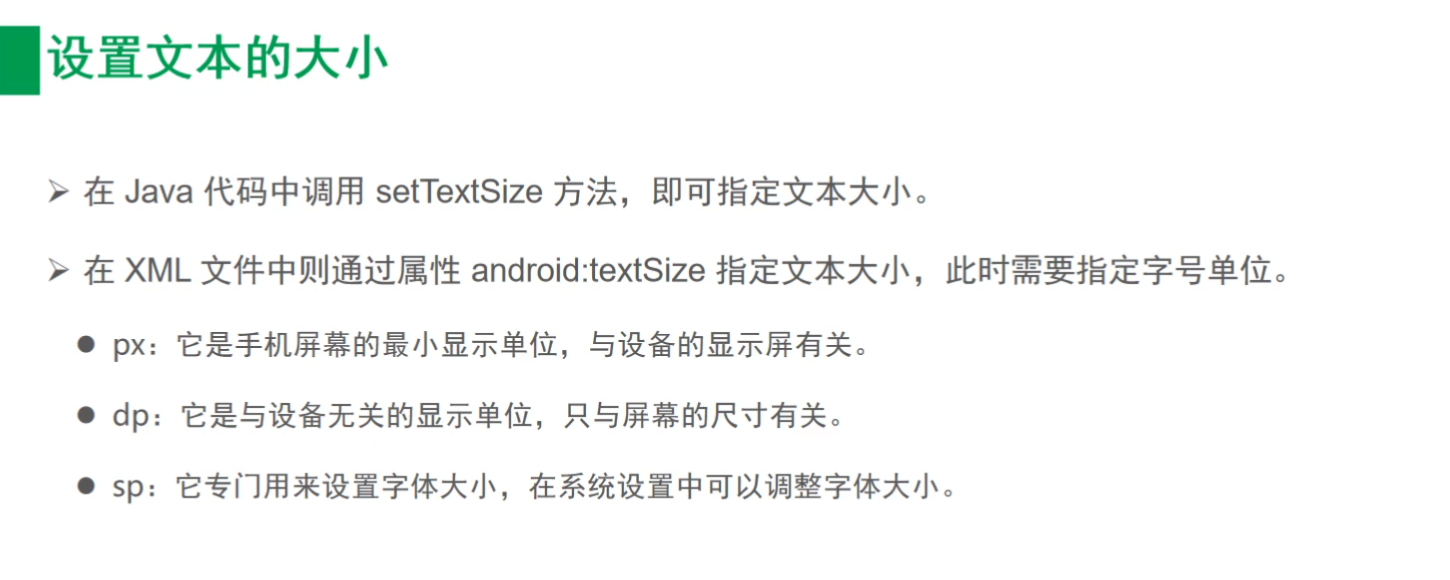 设置文本的大小
➢ 在 Java 代码中调用 setTextSize 方法，即可指定文本大小。
➢ 在 XML 文件中则通过属性 android:textSize 指定文本大小，此时需要指定字号单位。
● px：它是手机屏幕的最小显示单位，与设备的显示屏有关。
● dp：它是与设备无关的显示单位，只与屏幕的尺寸有关。
● sp：它专门用来设置字体大小，在系统设置中可以调整字体大小。